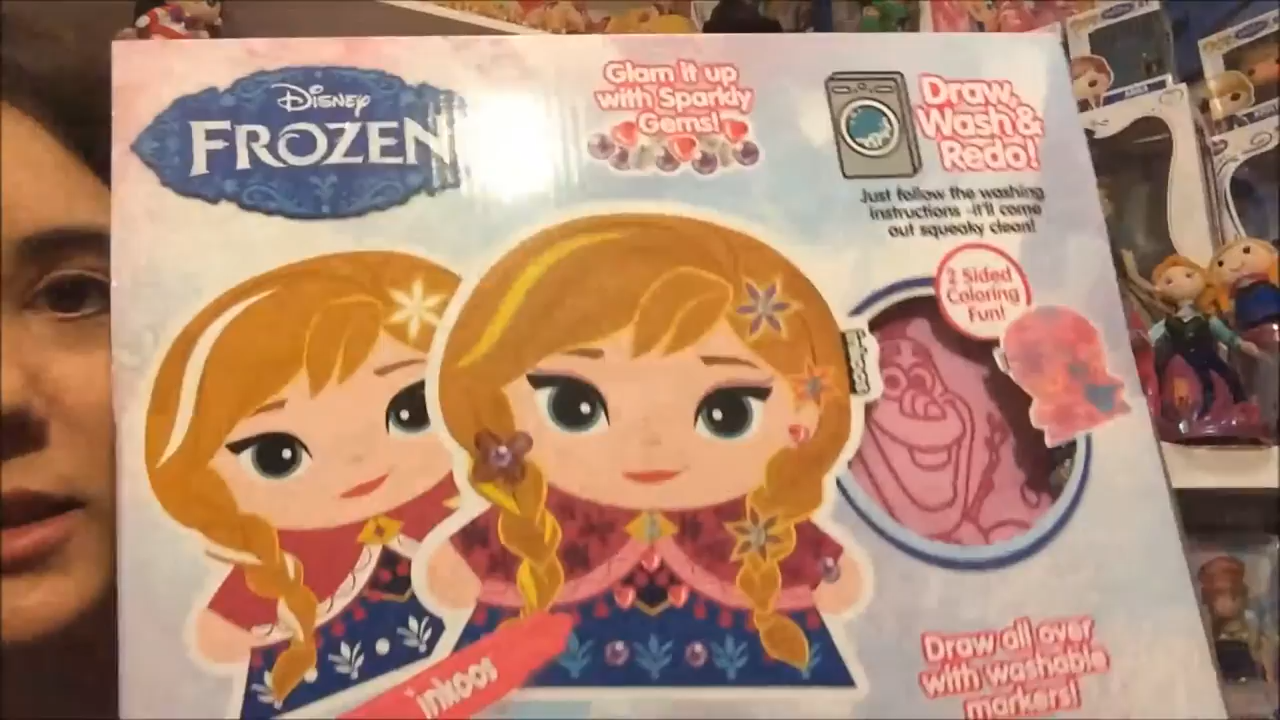 Disney
FROZEN
Glam it up
with Sparkly
Gems!
Draw,
Wash &
Redo!
Just follow the washing
instructions -it'll come
out squeaky clean!
2 Sided
Coloring
Fun!
inkoos
inkoos
Draw all over
with washable
markers!